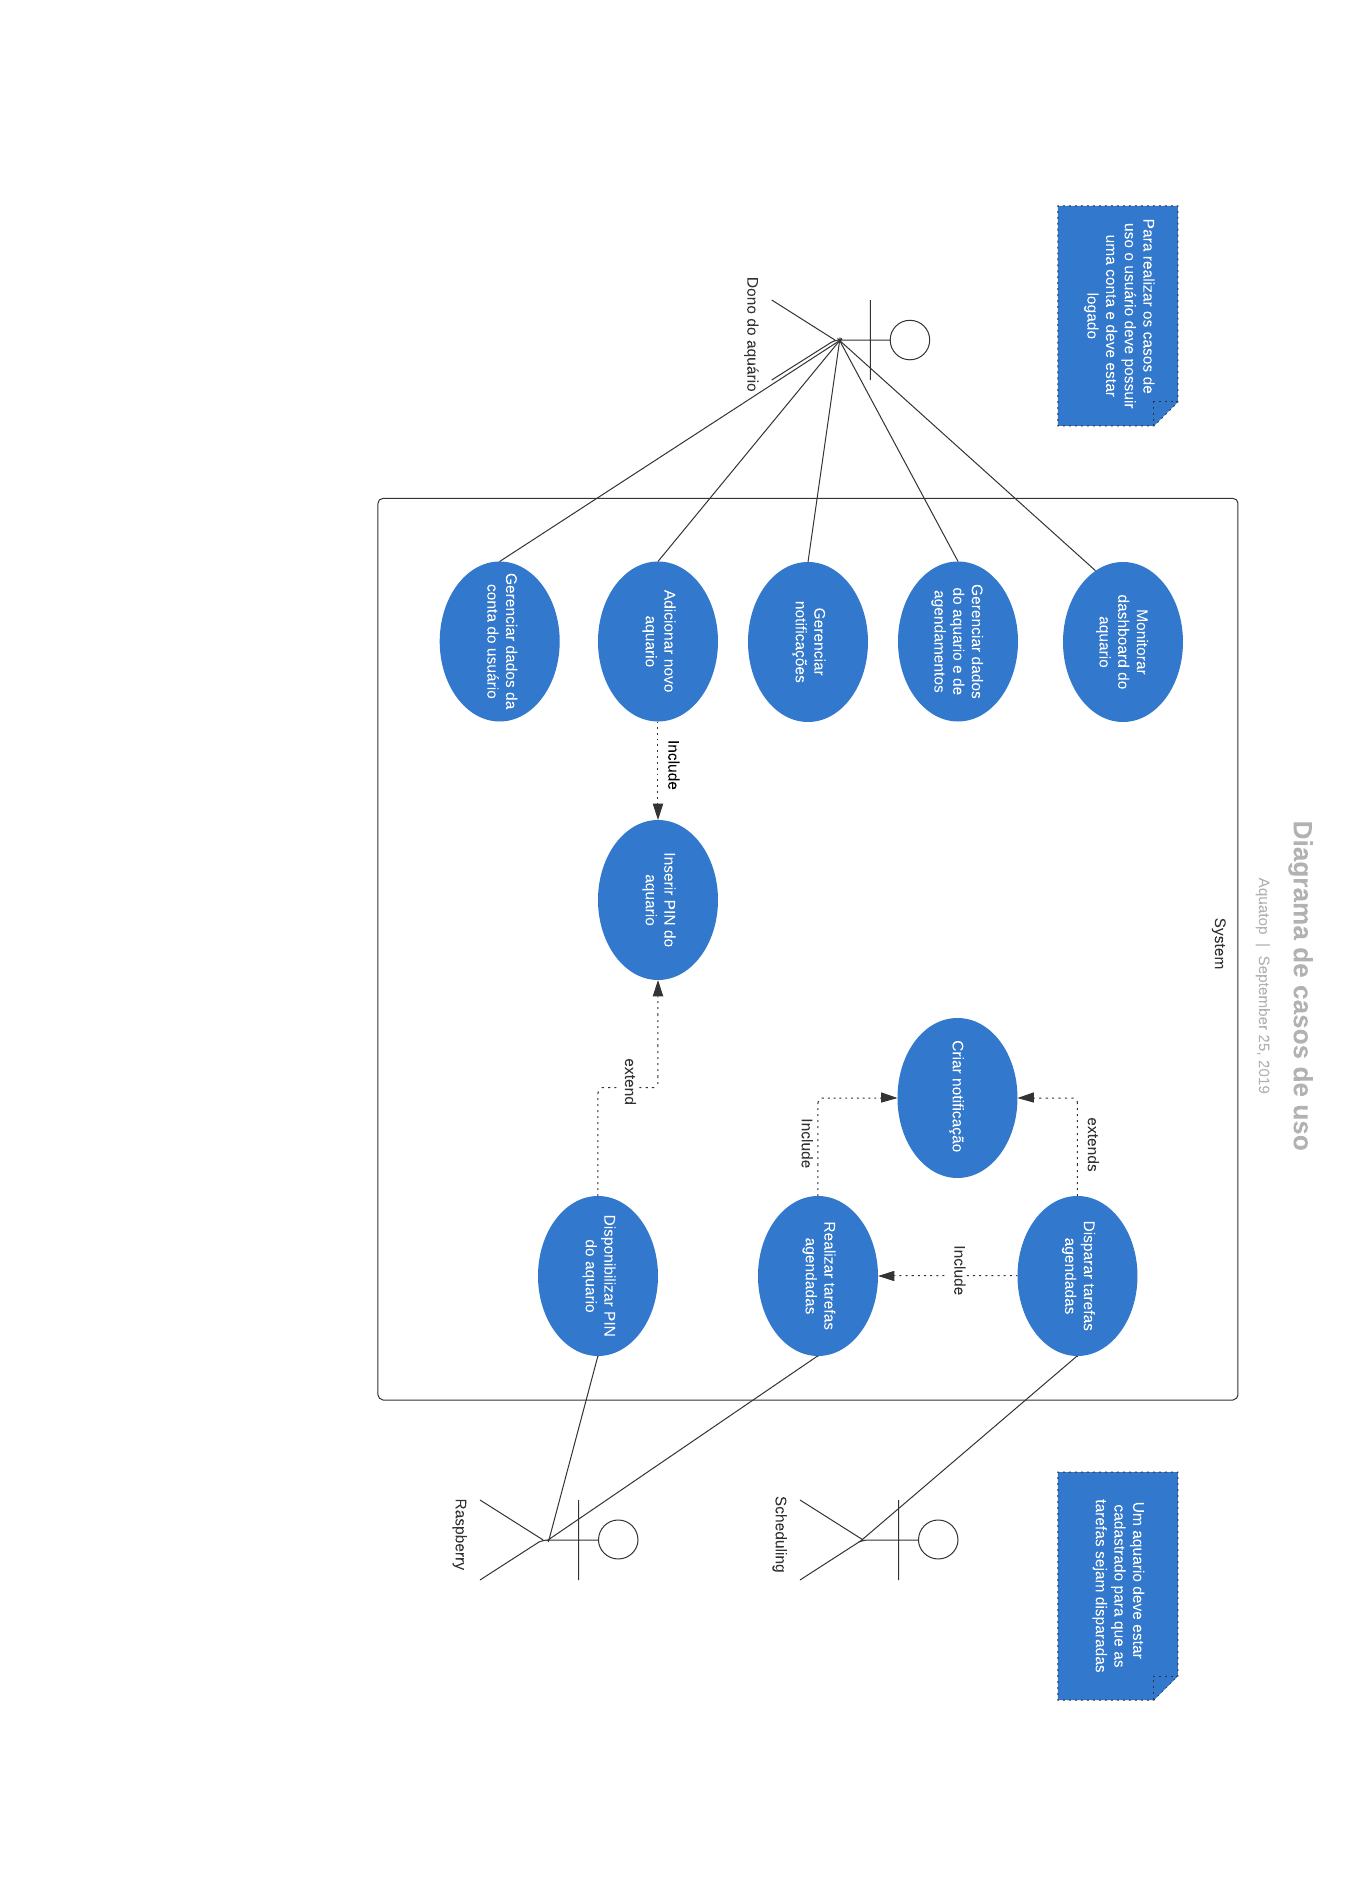 Diagrama de casos de uso
Aquatop | September 25, 2019
Para realizar os casos de
uso o usuário deve possuir
uma conta e deve estar
logado
Um aquario deve estar
cadastrado para que as
tarefas sejam disparadas
System
Monitorar
dashboard do
aquario
Gerenciar dados
do aquario e de
agendamentos
Gerenciar
notificações
Adicionar novo
aquario
Gerenciar dados da
conta do usuário
Include
Inserir PIN do
aquario
extend
Criar notificação
extends
Include
Disparar tarefas
agendadas
Include
Realizar tarefas
agendadas
Disponibilizar PIN
do aquario
Dono do aquário
Scheduling
Raspberry